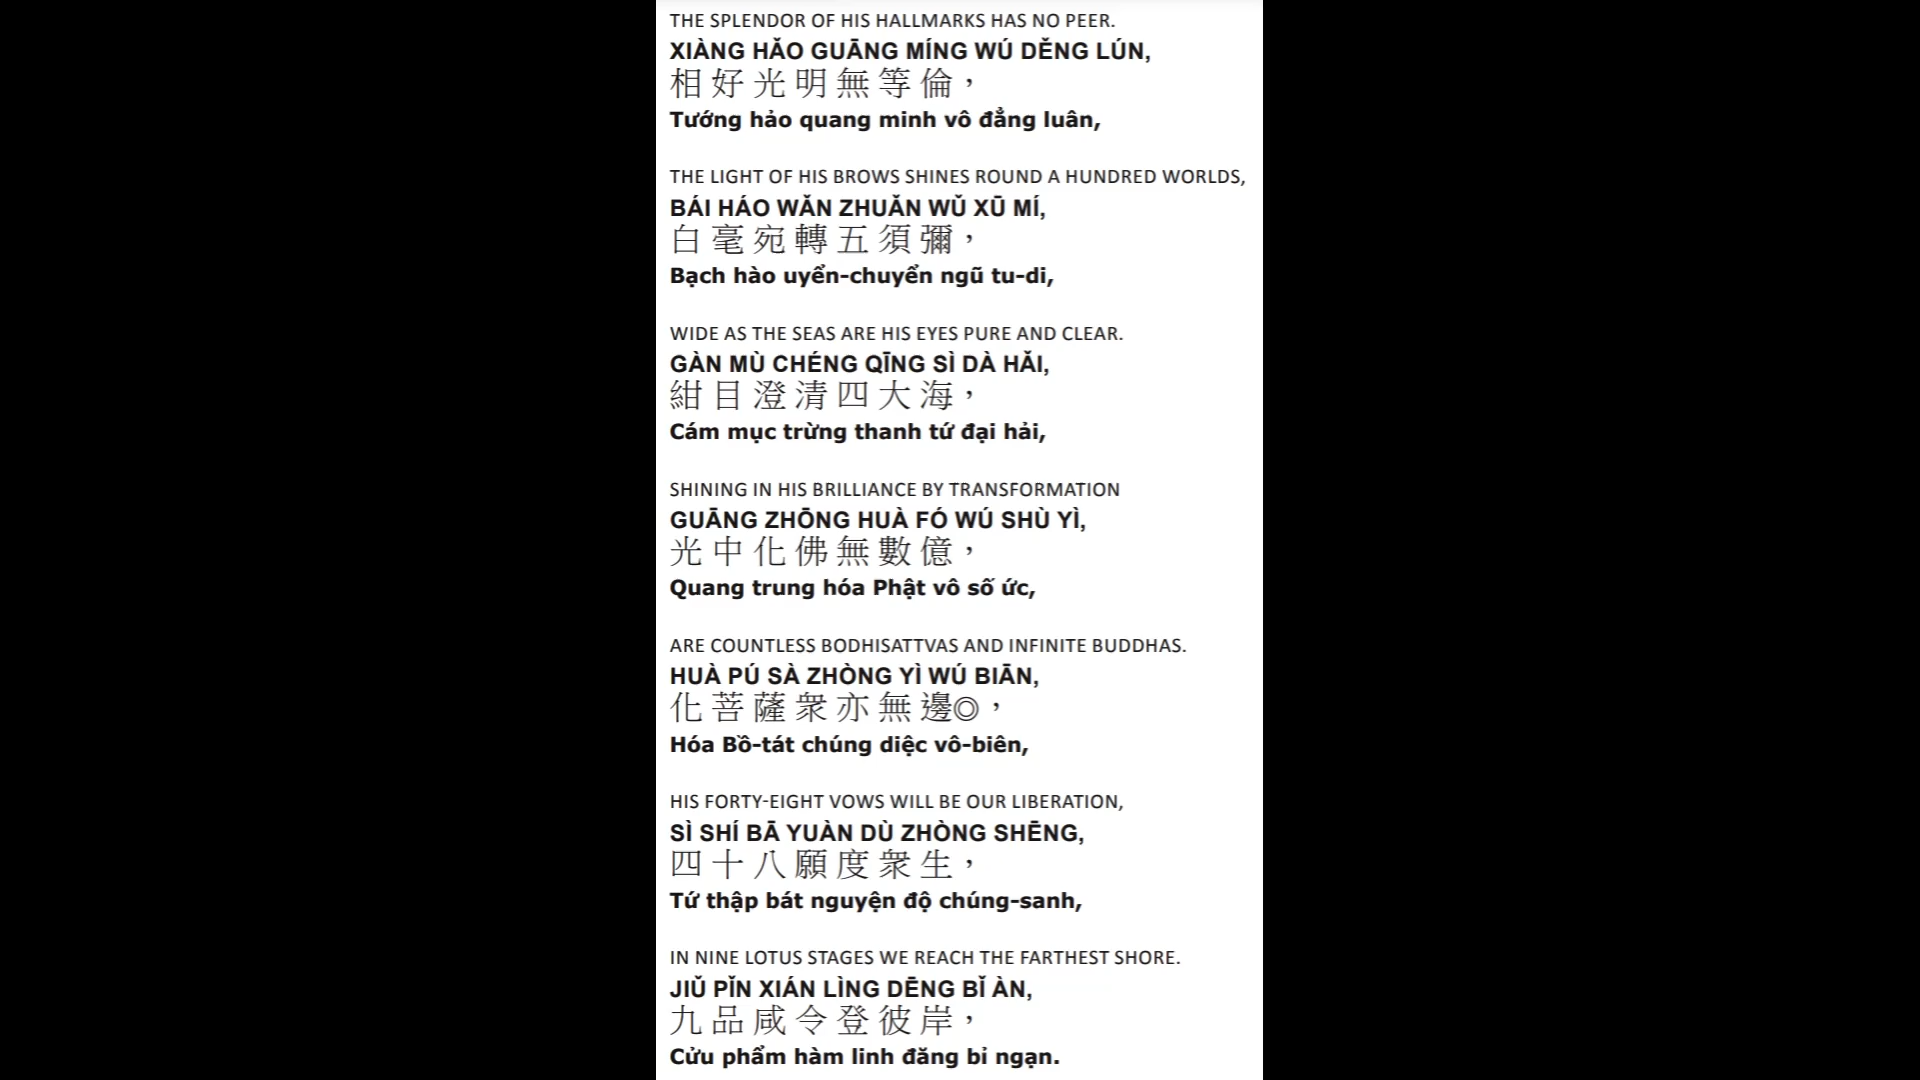 THE SPLENDOR OF HIS HALLMARKS HAS NO PEER.
XIÀNG HǍO GUĀNG MÍNG WÚ DĚNG LÚN,
相好光明無等倫，
Tướng hảo quang minh vô đẳng luân,
THE LIGHT OF HIS BROWS SHINES ROUND A HUNDRED WORLDS,
BÁI HÁO WǍN ZHUǍN WǓ XŪ MÍ,
白毫宛轉五須彌，
Bạch hào uyển-chuyển ngũ tu-di,
WIDE AS THE SEAS ARE HIS EYES PURE AND CLEAR.
GÀN MÙ CHÉNG QĪNG SÌ DÀ HǍI,
紺目澄清四大海，
Cám mục trừng thanh tứ đại hải,
SHINING IN HIS BRILLIANCE BY TRANSFORMATION
GUĀNG ZHŌNG HUÀ FÓ WÚ SHÙ YÌ,
光中化佛無數億，
Quang trung hóa Phật vô số ức,
ARE COUNTLESS BODHISATTVAS AND INFINITE BUDDHAS.
HUÀ PÚ SÀ ZHÒNG YÌ WÚ BIĀN,
化菩薩衆亦無邊◎，
Hóa Bồ-tát chúng diệc vô-biên,
HIS FORTY-EIGHT VOWS WILL BE OUR LIBERATION,
SÌ SHÍ BĀ YUÀN DÙ ZHÒNG SHĒNG,
四十八願度衆生，
Tứ thập bát nguyện độ chúng-sanh,
IN NINE LOTUS STAGES WE REACH THE FARTHEST SHORE.
JIǓ PǏN XIÁN LÌNG DĒNG BǏ ÀN,
九品咸令登彼岸，
Cửu phẩm hàm linh đăng bỉ ngạn.